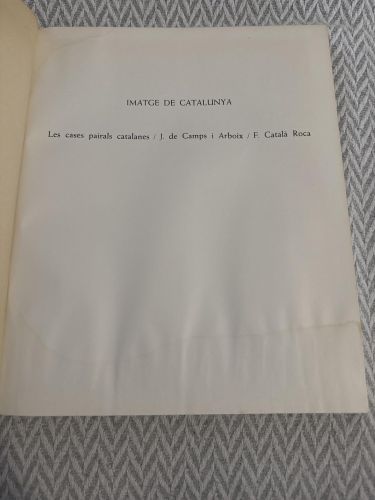 IMATGE DE CATALUNYA
Les cases pairals catalanes / J. de Camps i Arboix / F. Català Roca